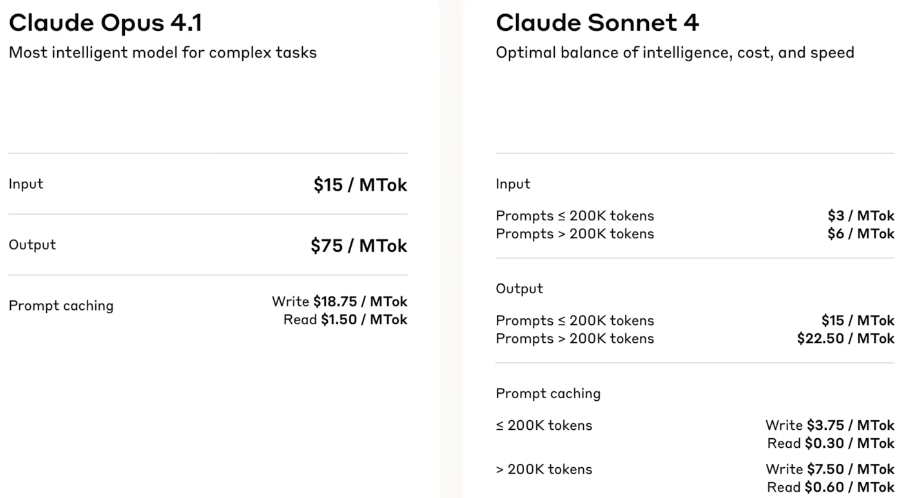 Claude Opus 4.1
Most intelligent model for complex tasks
Input $15 / MTok
Output $75 / MTok
Prompt caching Write $18.75 / MTok
Read $1.50 / MTok
Claude Sonnet 4
Optimal balance of intelligence, cost, and speed
Input
Prompts ≤ 200K tokens $3 / MTok
Prompts > 200K tokens $6 / MTok
Output
Prompts ≤ 200K tokens $15 / MTok
Prompts > 200K tokens $22.50 / MTok
Prompt caching
≤ 200K tokens Write $3.75 / MTok
Read $0.30 / MTok
> 200K tokens Write $7.50 / MTok
Read $0.60 / MTok